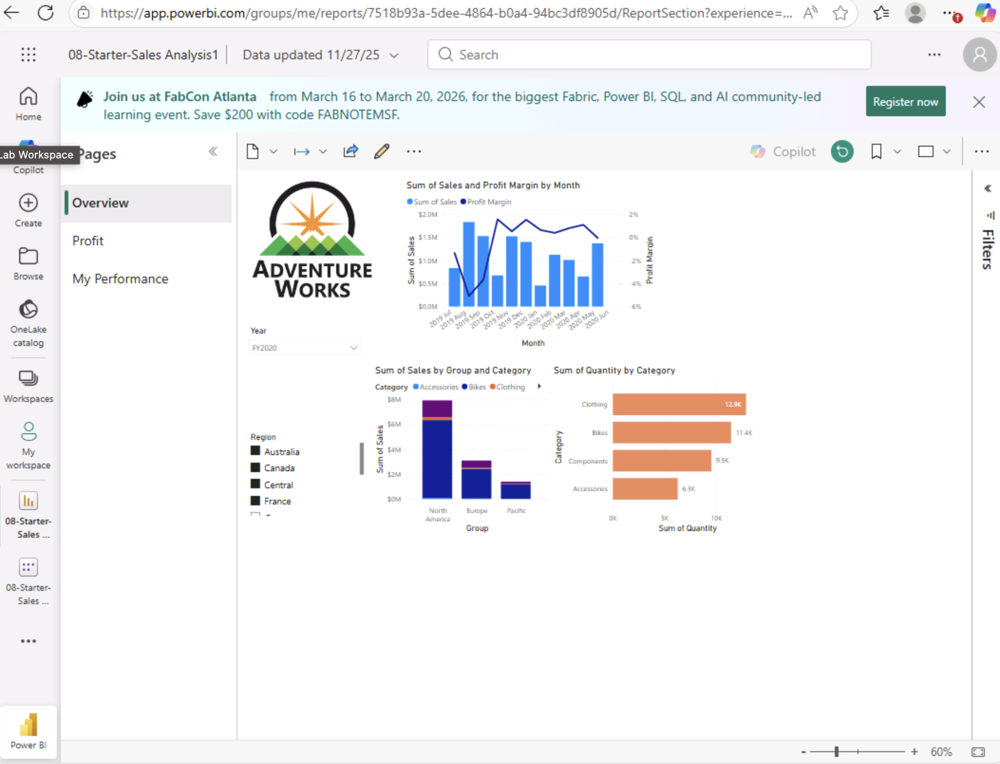 https://app.powerbi.com/groups/me/reports/7518b93a-5dee-4864-b0a4-94bc3df8905d/ReportSection?experience=...
08-Starter-Sales Analysis1
Data updated 11/27/25
Search
Join us at FabCon Atlanta from March 16 to March 20, 2026, for the biggest Fabric, Power BI, SQL, and AI community-led
learning event. Save $200 with code FABNOTEMSF.
Register now
Home
Lab Workspace
Copilot
Create
Browse
OneLake
catalog
Workspaces
My
workspace
08-Starter-
Sales ...
08-Starter-
Sales ...
Power BI
Pages
Overview
Profit
My Performance
Copilot
Filters
ADVENTURE
WORKS
Year
FY2020
Region
Australia
Canada
Central
France
Sum of Sales and Profit Margin by Month
Sum of Sales Profit Margin
$2.0M
$1.5M
$1.0M
$0.5M
$0.0M
Sum of Sales
2%
0%
-2%
-4%
-6%
Profit Margin
2019 Jul
2019 Aug
2019 Sep
2019 Oct
2019 Nov
2019 Dec
2020 Jan
2020 Feb
2020 Mar
2020 Apr
2020 May
2020 Jun
Month
Sum of Sales by Group and Category
Category Accessories Bikes Clothing
$8M
$6M
$4M
$2M
$0M
Sum of Sales
North
America
Europe
Pacific
Group
Sum of Quantity by Category
Category
Clothing 12.9K
Bikes 11.4K
Components 9.5K
Accessories 6.3K
0K 5K 10K
Sum of Quantity
- + 60%